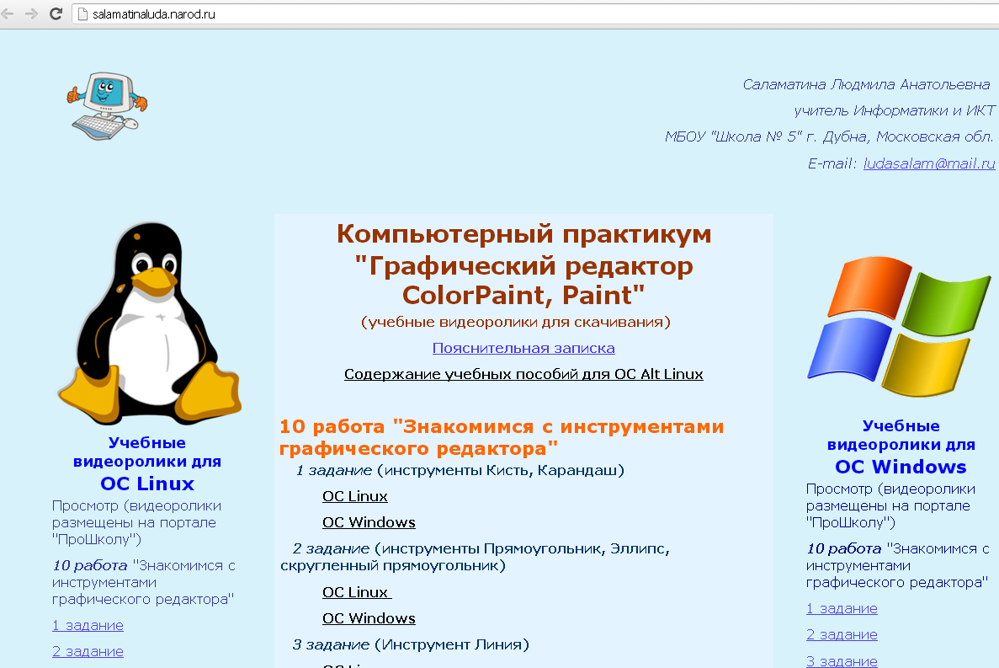 salamatinaluda.narod.ru
Саламатина Людмила Анатольевна
учитель Информатики и ИКТ
МБОУ "Школа № 5" г. Дубна, Московская обл.
E-mail: ludasalam@mail.ru
Учебные
видеоролики для
ОС Linux
Просмотр (видеоролики
размещены на портале
"ПроШколу")
10 работа "Знакомимся с
инструментами
графического редактора"
1 задание
2 задание
Компьютерный практикум
"Графический редактор
ColorPaint, Paint"
(учебные видеоролики для скачивания)
Пояснительная записка
Содержание учебных пособий для ОС Alt Linux
10 работа "Знакомимся с инструментами
графического редактора"
1 задание (инструменты Кисть, Карандаш)
ОС Linux
ОС Windows
2 задание (инструменты Прямоугольник, Эллипс,
скругленный прямоугольник)
ОС Linux
ОС Windows
3 задание (Инструмент Линия)
Учебные
видеоролики для
ОС Windows
Просмотр (видеоролики
размещены на портале
"ПроШколу")
10 работа "Знакомимся с
инструментами
графического редактора"
1 задание
2 задание
3 задание